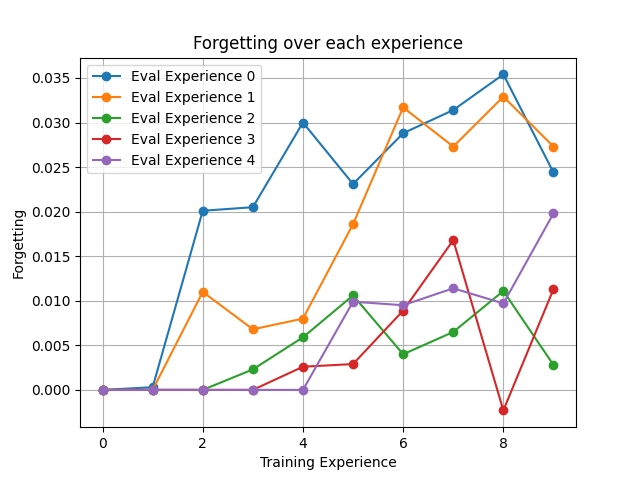 Forgetting over each experience
Eval Experience 0
Eval Experience 1
Eval Experience 2
Eval Experience 3
Eval Experience 4
Forgetting
0.035
0.030
0.025
0.020
0.015
0.010
0.005
0.000
0 2 4 6 8
Training Experience